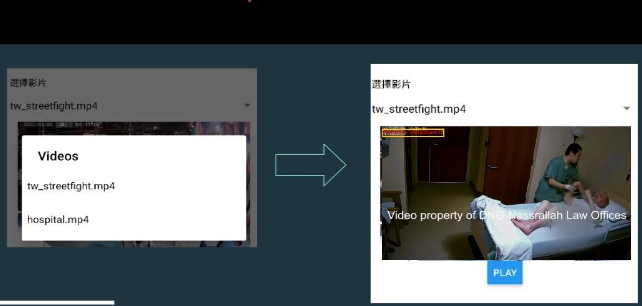 選擇影片
tw_streetfight.mp4
Videos
tw_streetfight.mp4
hospital.mp4
選擇影片
tw_streetfight.mp4
Video property of DNG Nassrallah Law Offices
PLAY